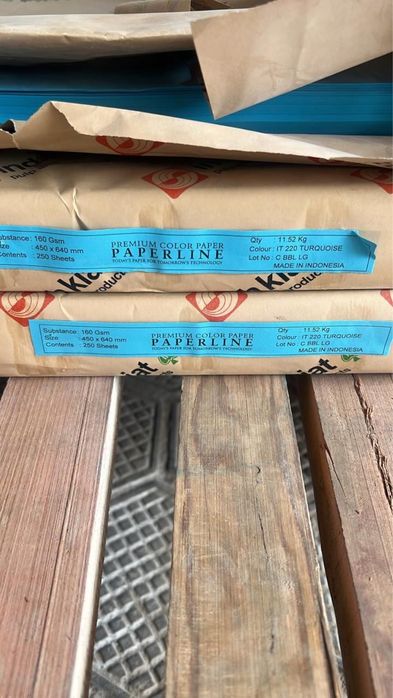 ubstance: 160 Gsm
ize : 450 x 640 mm
ontents : 250 Sheets
PREMIUM COLOR PAPER
PAPERLINE
TODAY'S PAPER FOR TOMORROW'S TECHNOLOGY
Qty : 11.52 Kg
Colour : IT 220 TURQUOISE
Lot No : C BBL LG
MADE IN INDONESIA
Substance : 160 Gsm
Size : 450 x 640 mm
Contents : 250 Sheets
PREMIUM COLOR PAPER
PAPERLINE
TODAY'S PAPER FOR TOMORROW'S TECHNOLOGY
Qty : 11.52 Kg
Colour : IT 220 TURQUOISE
Lot No : C BBL LG
MADE IN INDONESIA